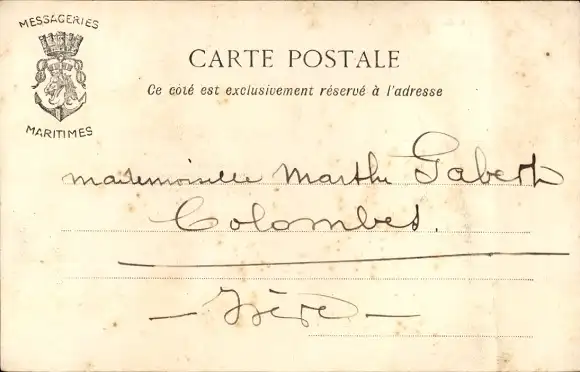 MESSAGERIES
MARITIMES
CARTE POSTALE
Ce coté est exclusivement réservé à l'adresse
Mademoiselle Marthe Gabert
Colombes.
— Isère —